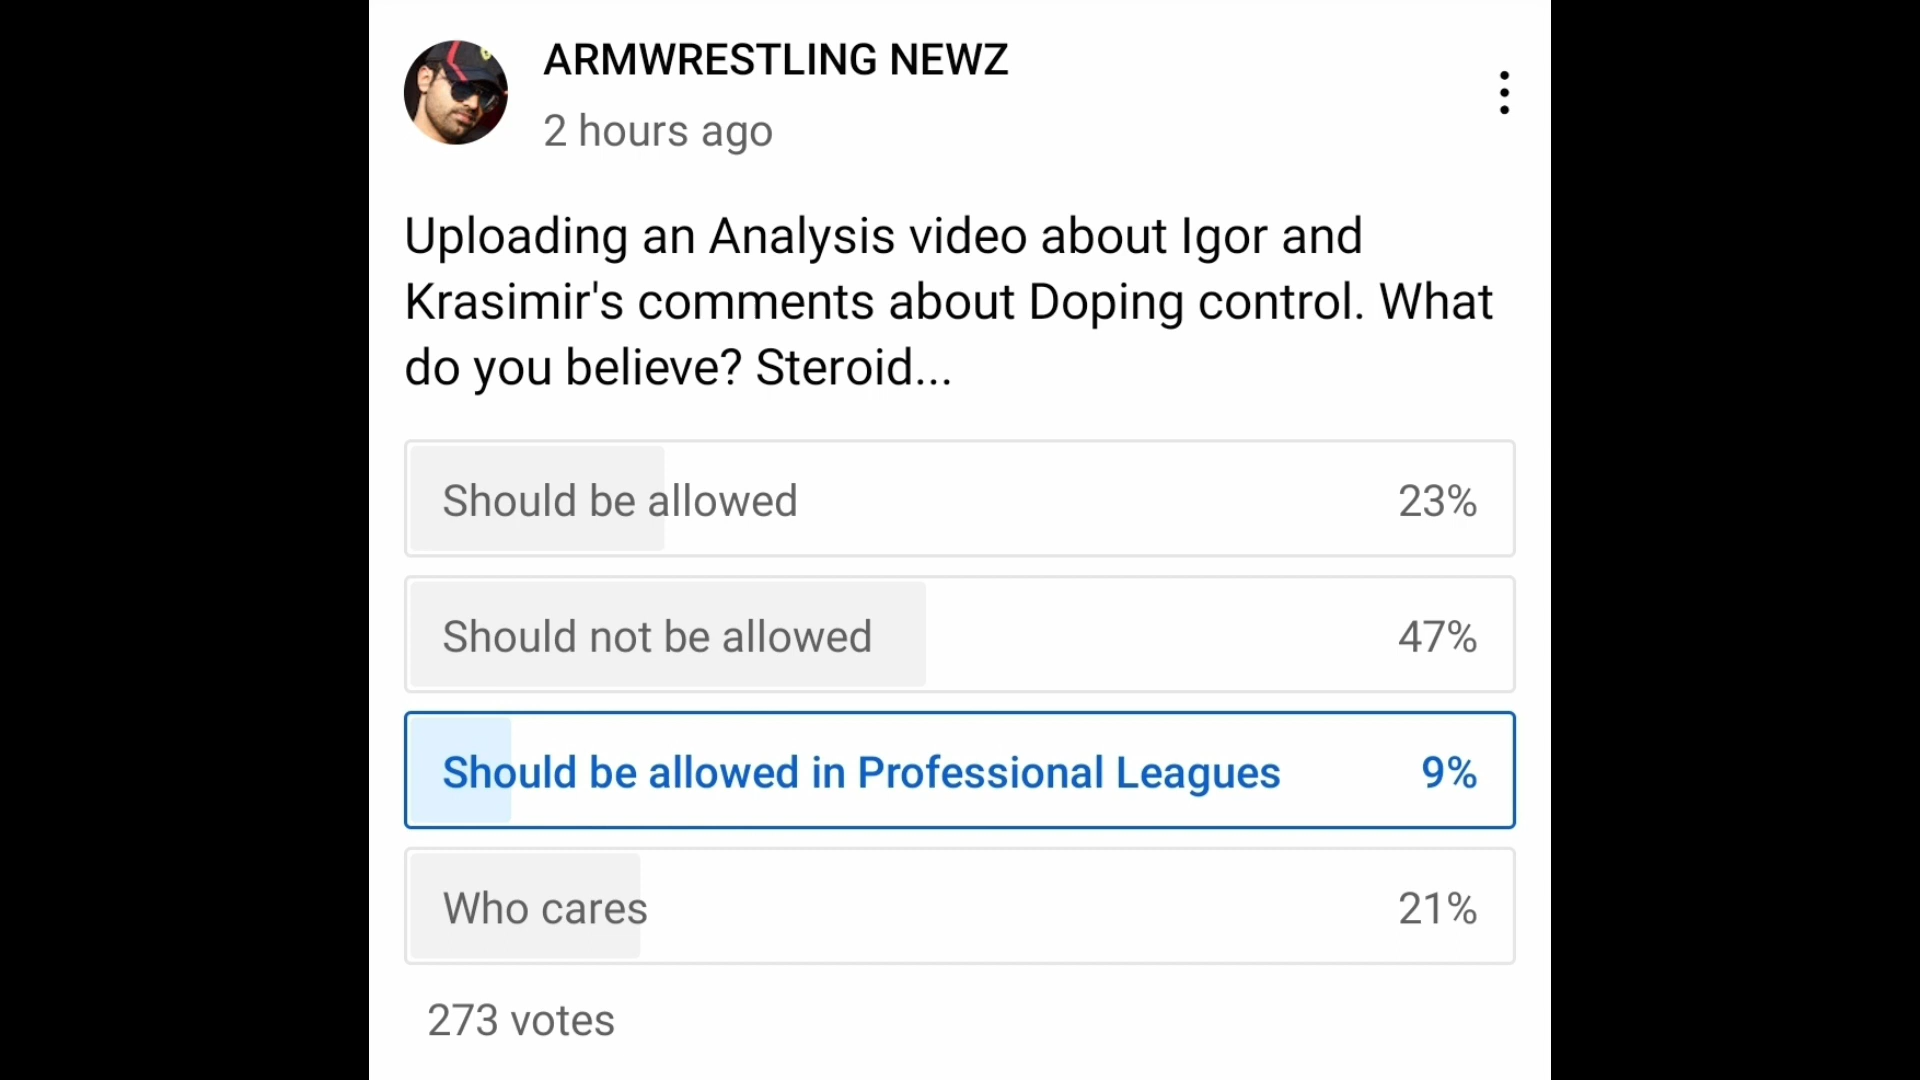 ARMWRESTLING NEWZ
2 hours ago
Uploading an Analysis video about Igor and
Krasimir's comments about Doping control. What
do you believe? Steroid...
Should be allowed 23%
Should not be allowed 47%
Should be allowed in Professional Leagues 9%
Who cares 21%
273 votes